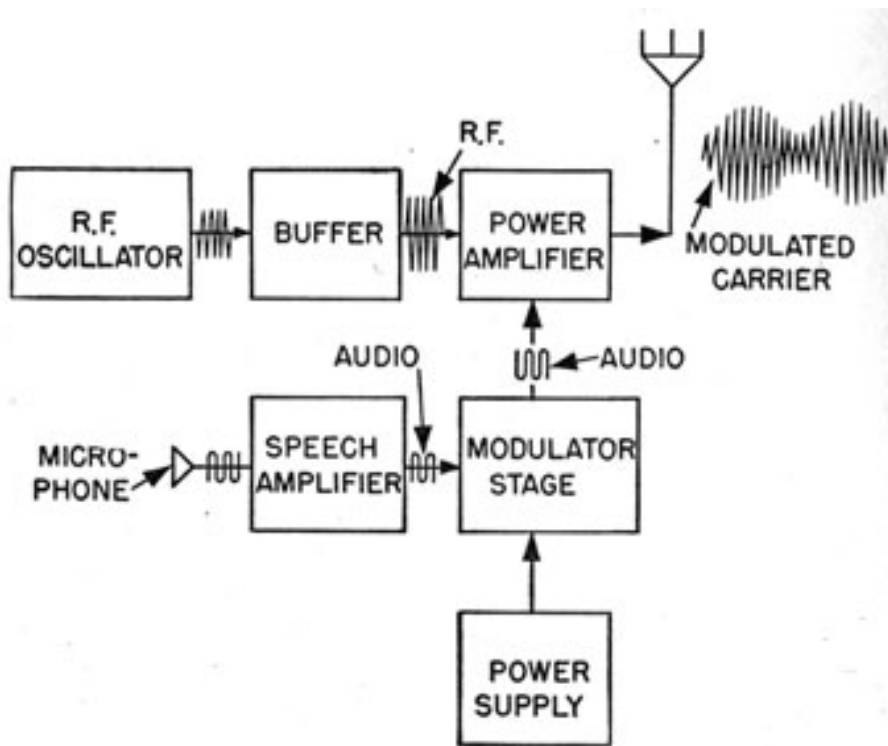 R.F.
R.F.
OSCILLATOR
BUFFER
POWER
AMPLIFIER
MODULATED
CARRIER
AUDIO
AUDIO
MICRO-
PHONE
SPEECH
AMPLIFIER
MODULATOR
STAGE
POWER
SUPPLY